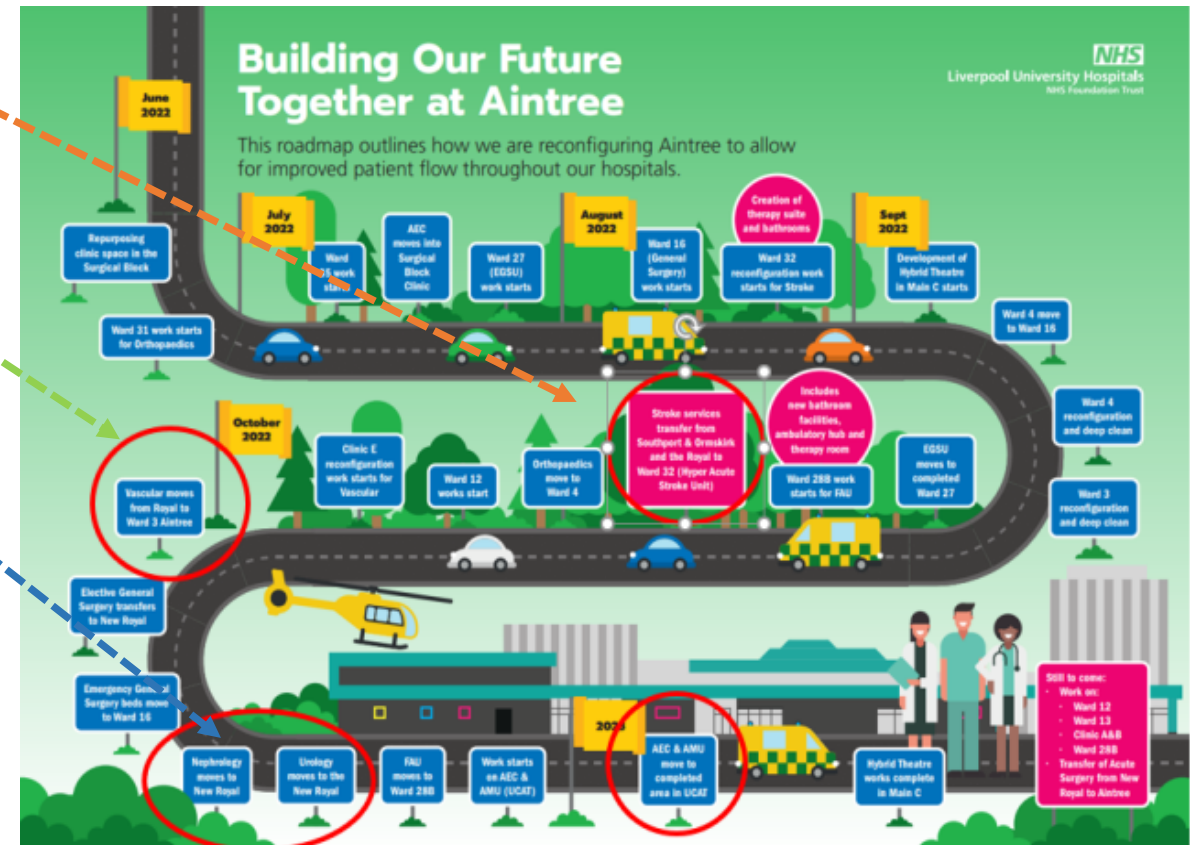 Building Our Future
Together at Aintree
NHS
Liverpool University Hospitals
NHS Foundation Trust
This roadmap outlines how we are reconfiguring Aintree to allow
for improved patient flow throughout our hospitals.
June
2022
Repurposing
clinic space in the
Surgical Block
Ward 31 work starts
for Orthopaedics
July
2022
Ward
work
starts
AEC
moves into
Surgical
Block
Clinic
Ward 27
(EGSU)
work starts
August
2022
Ward 16
(General
Surgery)
work starts
Creation of
therapy suite
and bathrooms
Ward 32
reconfiguration work
starts for Stroke
Sept
2022
Development of
Hybrid Theatre
in Main C starts
Ward 4 move
to Ward 16
Ward 4
reconfiguration
and deep clean
Ward 3
reconfiguration
and deep clean
EGSU
moves to
completed
Ward 27
Includes
new bathroom
facilities,
ambulatory hub and
therapy room
Ward 28B work
starts for FAU
Stroke services
transfer from
Southport & Ormskirk
and the Royal to
Ward 32 (Hyper Acute
Stroke Unit)
Orthopaedics
move to
Ward 4
Ward 12
works start
Clinic E
reconfiguration
work starts for
Vascular
October
2022
Vascular moves
from Royal to
Ward 3 Aintree
Elective General
Surgery transfers
to New Royal
Emergency General
Surgery beds move
to Ward 16
Nephrology
moves to
New Royal
Urology
moves to the
New Royal
FAU
moves to
Ward 28B
Work starts
on AEC &
AMU (UCAT)
2023
AEC & AMU
move to
completed
area in UCAT
Hybrid Theatre
works complete
in Main C
Still to come:
· Work on:
· Ward 12
· Ward 13
· Clinic A&B
· Ward 28B
· Transfer of Acute
Surgery from New
Royal to Aintree